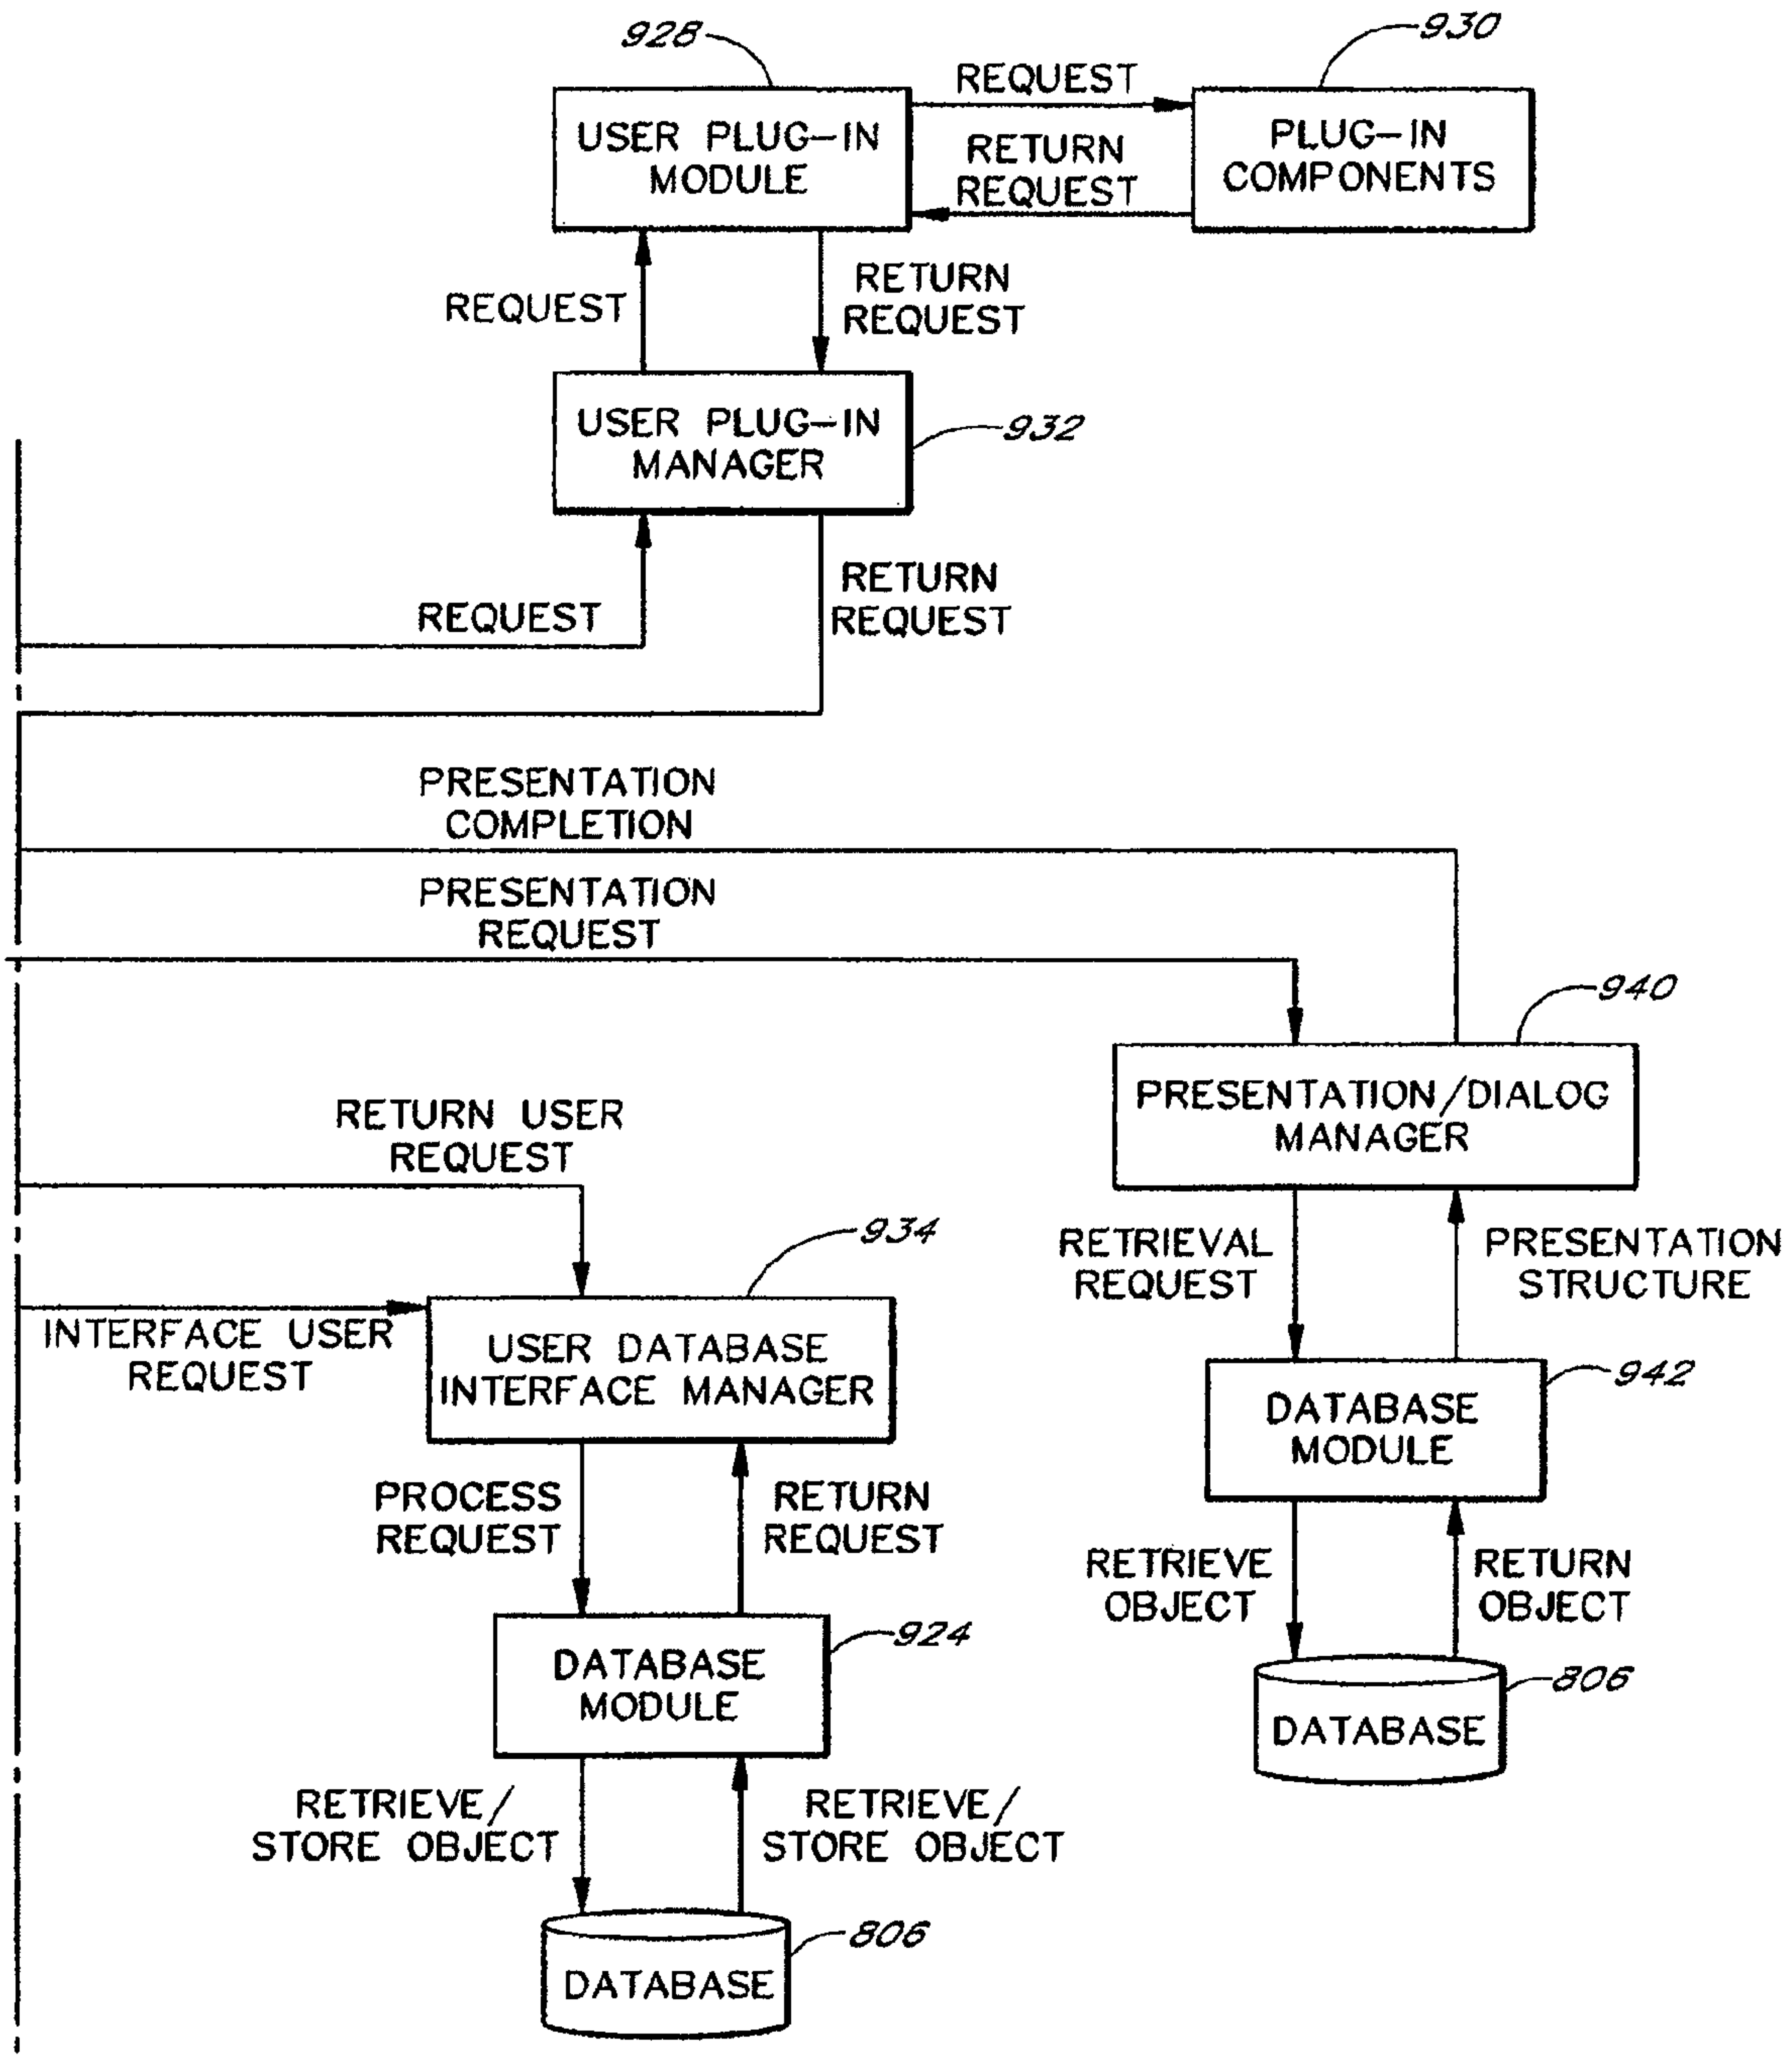 928
930
REQUEST
USER PLUG-IN
MODULE
RETURN
REQUEST
PLUG-IN
COMPONENTS
REQUEST
RETURN
REQUEST
USER PLUG-IN
MANAGER
932
REQUEST
RETURN
REQUEST
PRESENTATION
COMPLETION
PRESENTATION
REQUEST
940
PRESENTATION/DIALOG
MANAGER
RETURN USER
REQUEST
934
RETRIEVAL
REQUEST
PRESENTATION
STRUCTURE
INTERFACE USER
REQUEST
USER DATABASE
INTERFACE MANAGER
942
DATABASE
MODULE
PROCESS
REQUEST
RETURN
REQUEST
RETRIEVE
OBJECT
RETURN
OBJECT
924
DATABASE
MODULE
806
DATABASE
RETRIEVE/
STORE OBJECT
RETRIEVE/
STORE OBJECT
806
DATABASE